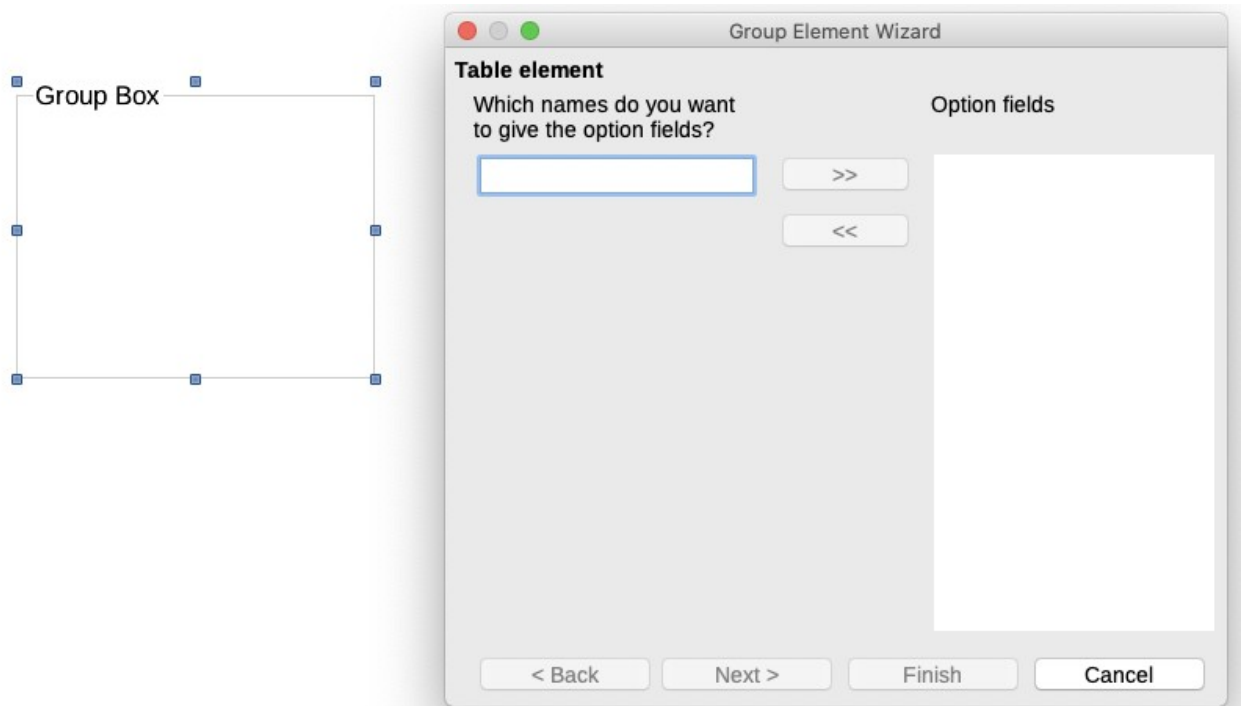 Group Box
Group Element Wizard
Table element
Which names do you want
to give the option fields?
Option fields
>>
<<
< Back
Next >
Finish
Cancel